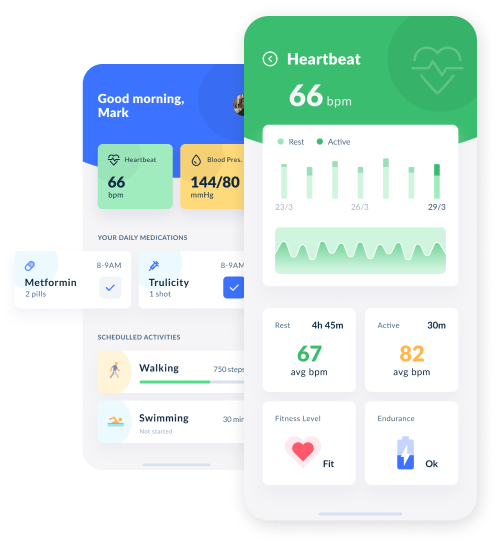 Good morning,
Mark
Heartbeat
66
bpm
Blood Pres.
144/80
mmHg
YOUR DAILY MEDICATIONS
8-9AM
Metformin
2 pills
8-9AM
Trulicity
1 shot
SCHEDULLED ACTIVITIES
Walking
750 steps
Swimming
30 min
Not started
Heartbeat
66 bpm
Rest
Active
23/3
26/3
29/3
Rest
4h 45m
67
avg bpm
Active
30m
82
avg bpm
Fitness Level
Fit
Endurance
Ok